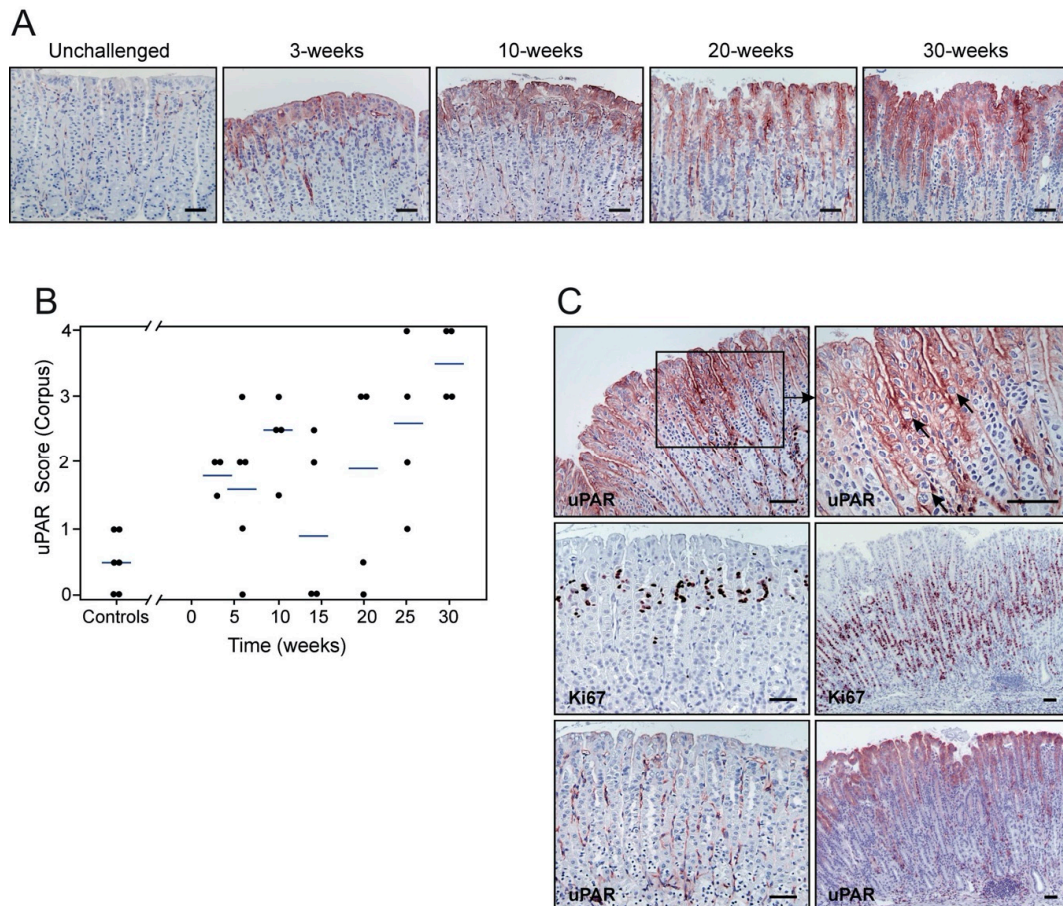 A
Unchallenged 3-weeks 10-weeks 20-weeks 30-weeks
B
4
3
2
1
0
uPAR Score (Corpus)
Controls 0 5 10 15 20 25 30
Time (weeks)
C
uPAR uPAR
Ki67 Ki67
uPAR uPAR